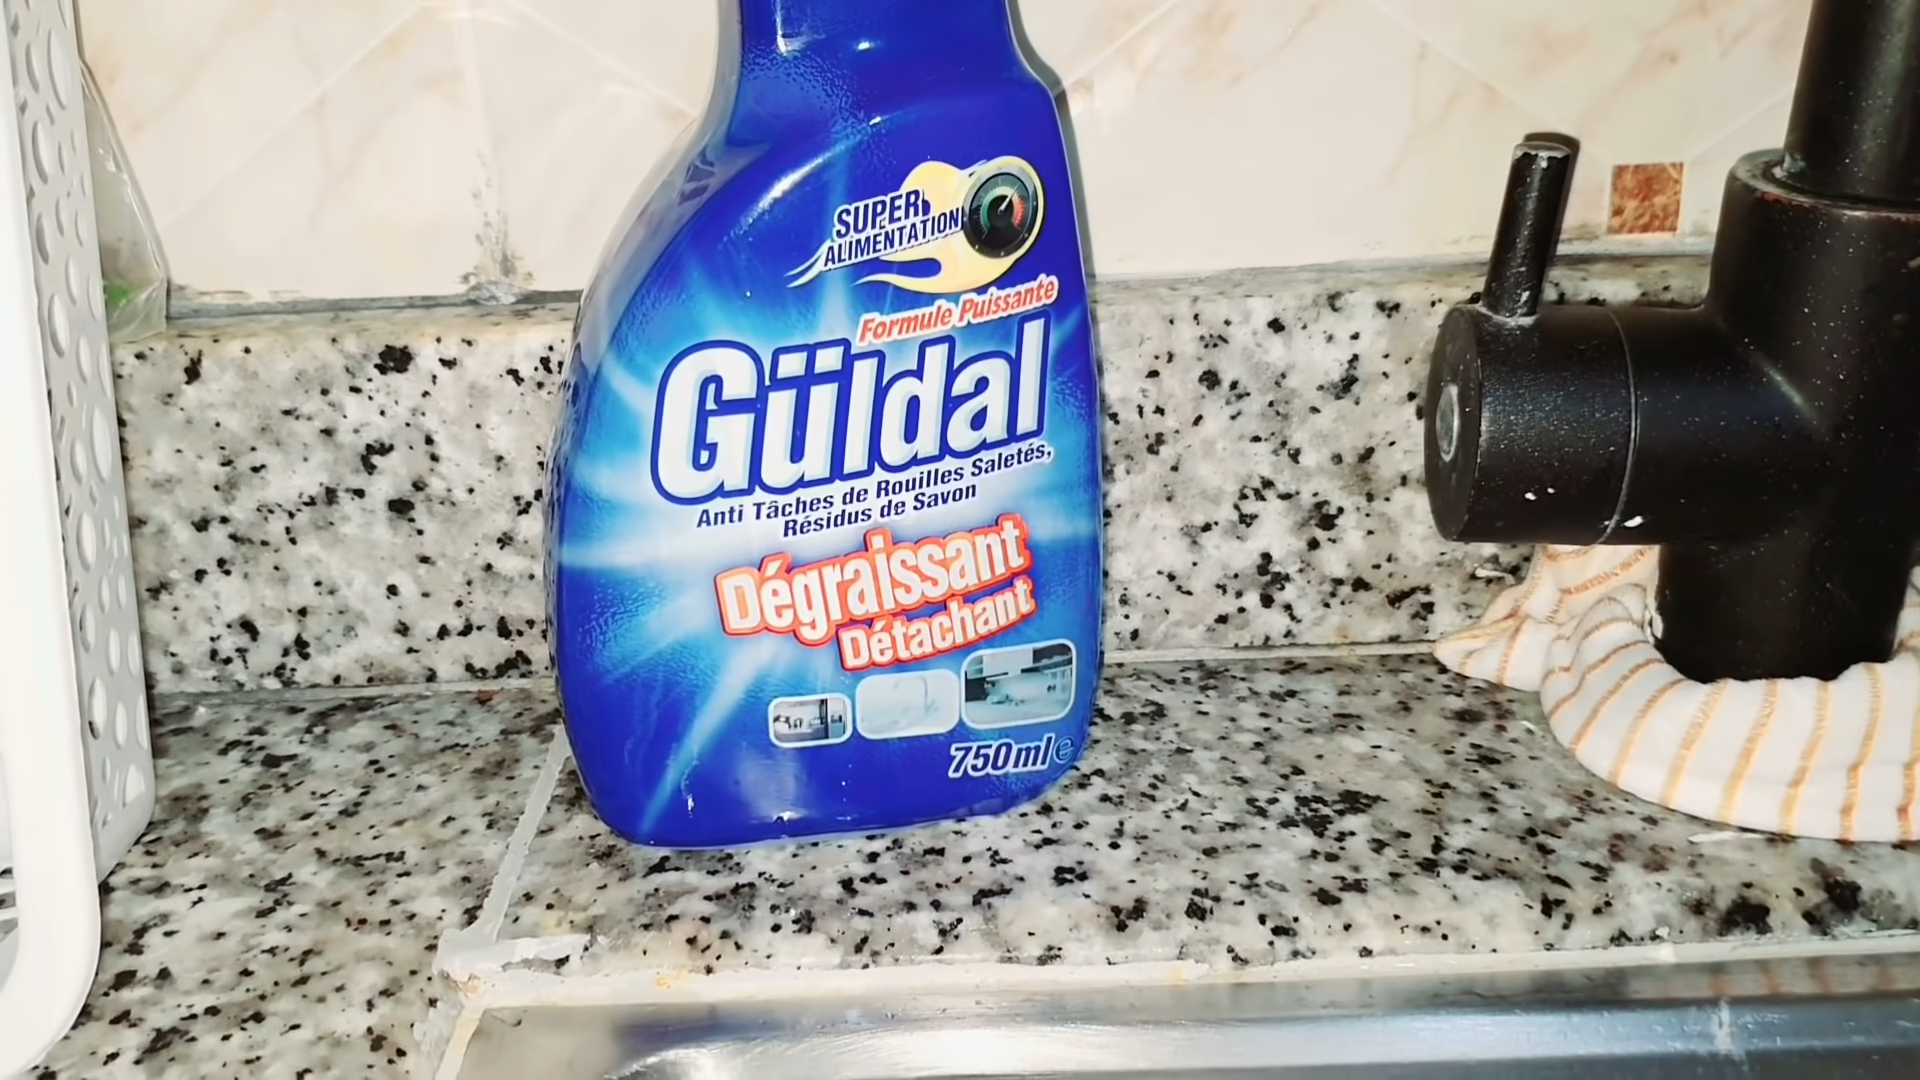 SUPER
ALIMENTATION
Formule Puissante
Güldal
Anti Tâches de Rouilles Saletés,
Résidus de Savon
Dégraissant
Détachant
750ml e